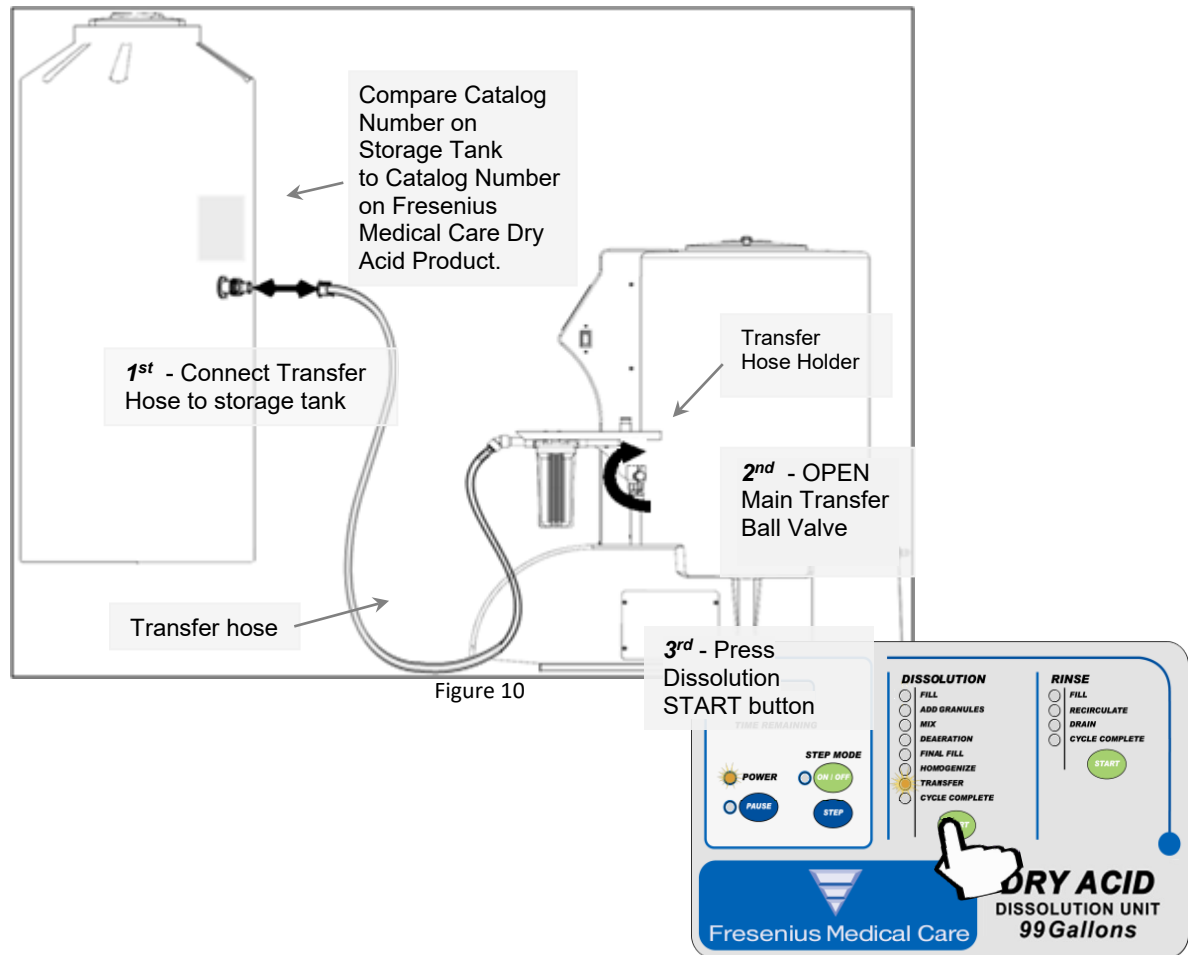 Compare Catalog
Number on
Storage Tank
to Catalog Number
on Fresenius
Medical Care Dry
Acid Product.
Transfer
Hose Holder
1st - Connect Transfer
Hose to storage tank
2nd - OPEN
Main Transfer
Ball Valve
Transfer hose
3rd - Press
Dissolution
START button
Figure 10
TIME REMAINING
STEP MODE
POWER
ON / OFF
PAUSE
STEP
DISSOLUTION
FILL
ADD GRANULES
MIX
DEAERATION
FINAL FILL
HOMOGENIZE
TRANSFER
CYCLE COMPLETE
RINSE
FILL
RECIRCULATE
DRAIN
CYCLE COMPLETE
START
Fresenius Medical Care
DRY ACID
DISSOLUTION UNIT
99Gallons